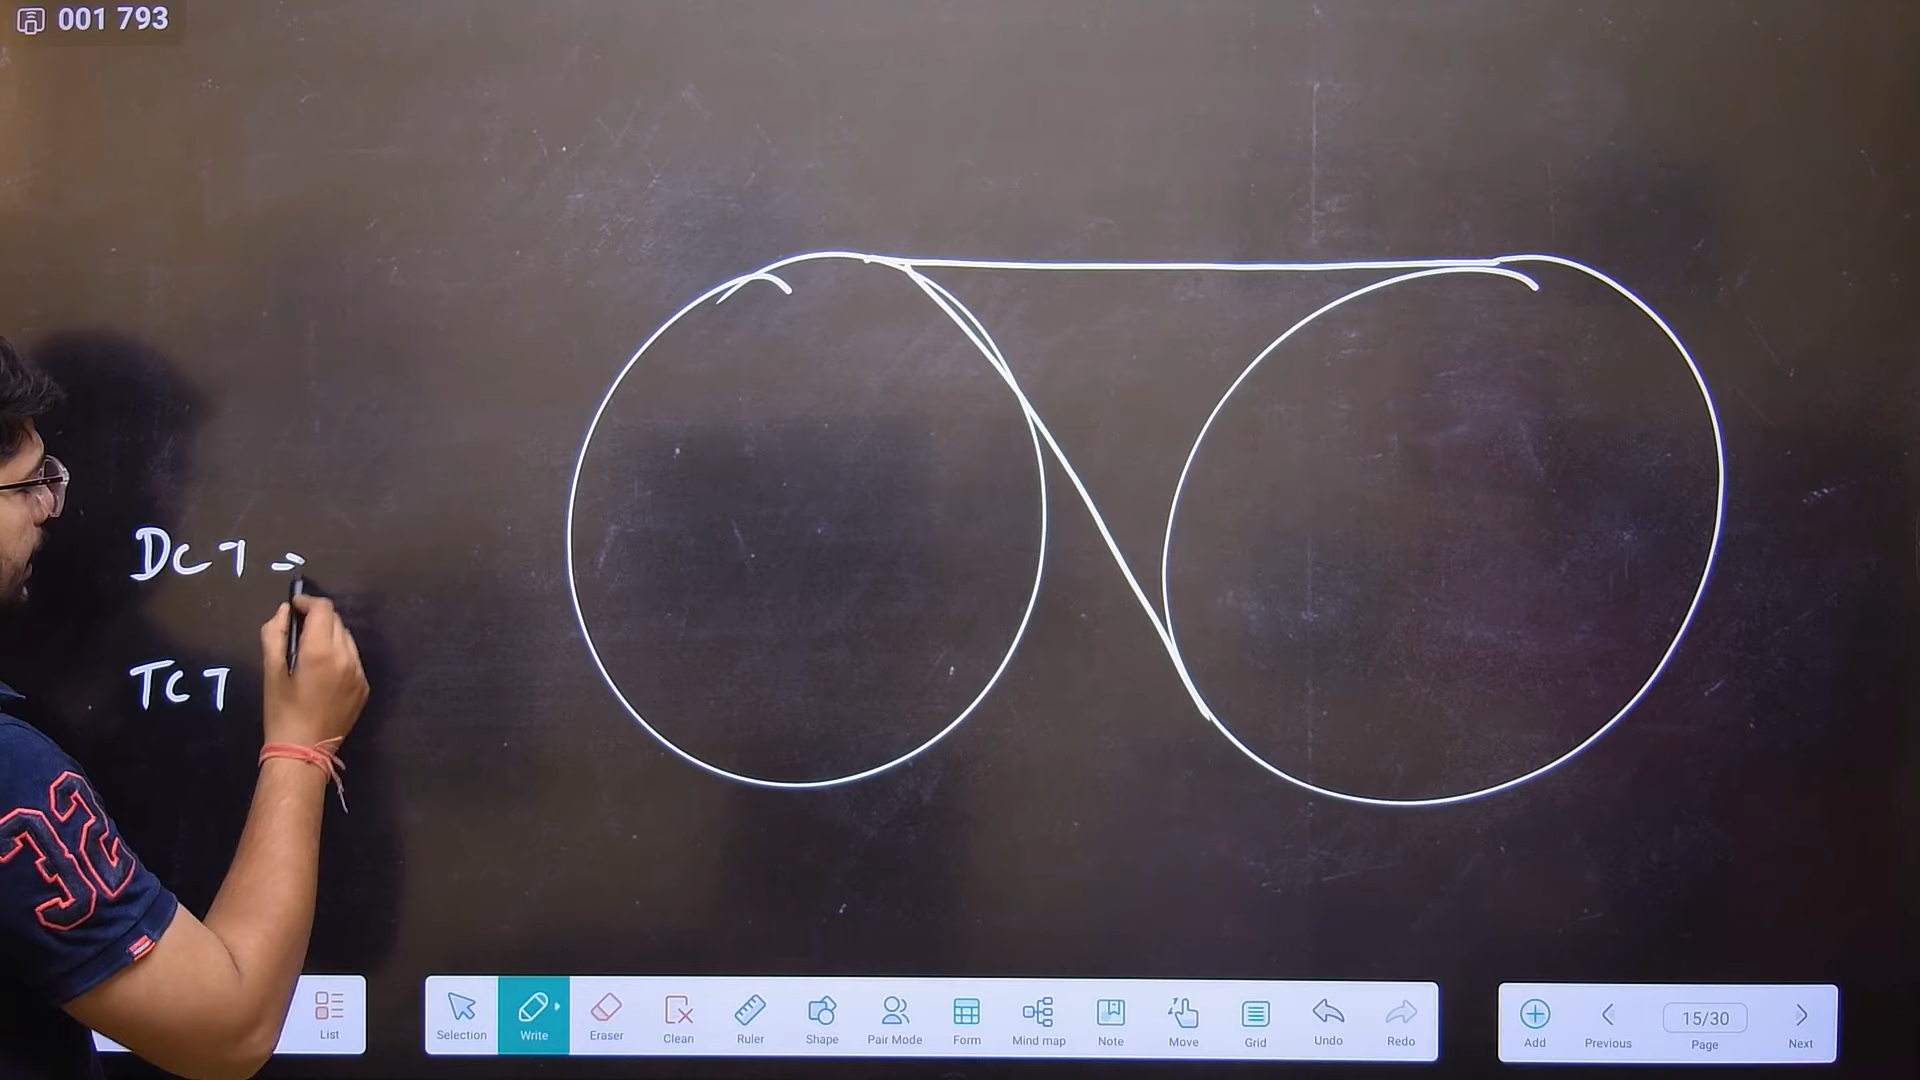 001 793
DCT =
TCT
32
List
Selection
Write
Eraser
Clean
Ruler
Shape
Pair Mode
Form
Mind map
Note
Move
Grid
Undo
Redo
Add
Previous
15/30
Page
Next